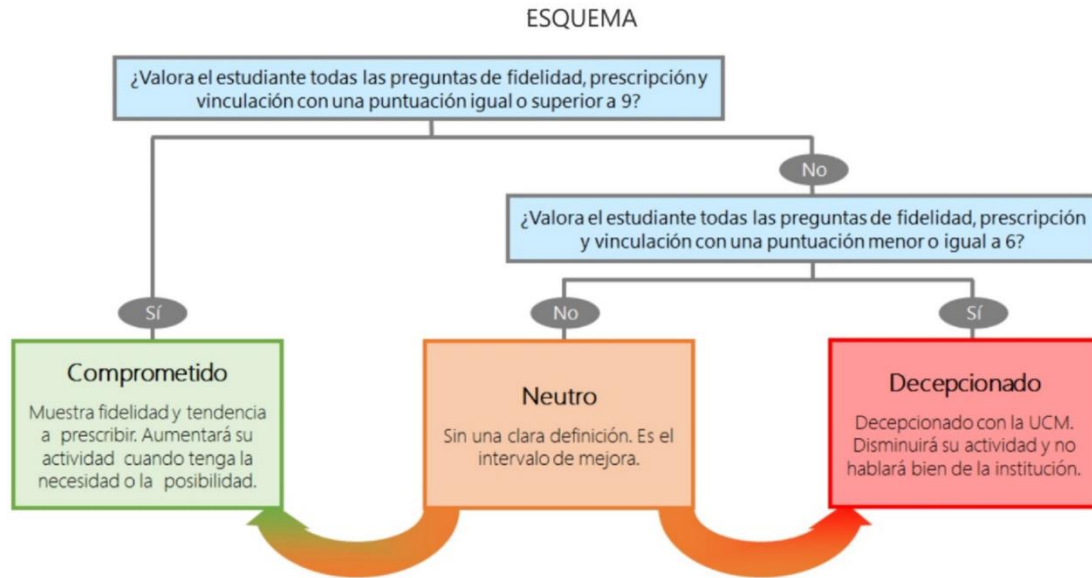 ESQUEMA
¿Valora el estudiante todas las preguntas de fidelidad, prescripción y
vinculación con una puntuación igual o superior a 9?
No
¿Valora el estudiante todas las preguntas de fidelidad, prescripción
y vinculación con una puntuación menor o igual a 6?
Sí
No
Sí
Comprometido
Muestra fidelidad y tendencia
a prescribir. Aumentará su
actividad cuando tenga la
necesidad o la posibilidad.
Neutro
Sin una clara definición. Es el
intervalo de mejora.
Decepcionado
Decepcionado con la UCM.
Disminuirá su actividad y no
hablará bien de la institución.